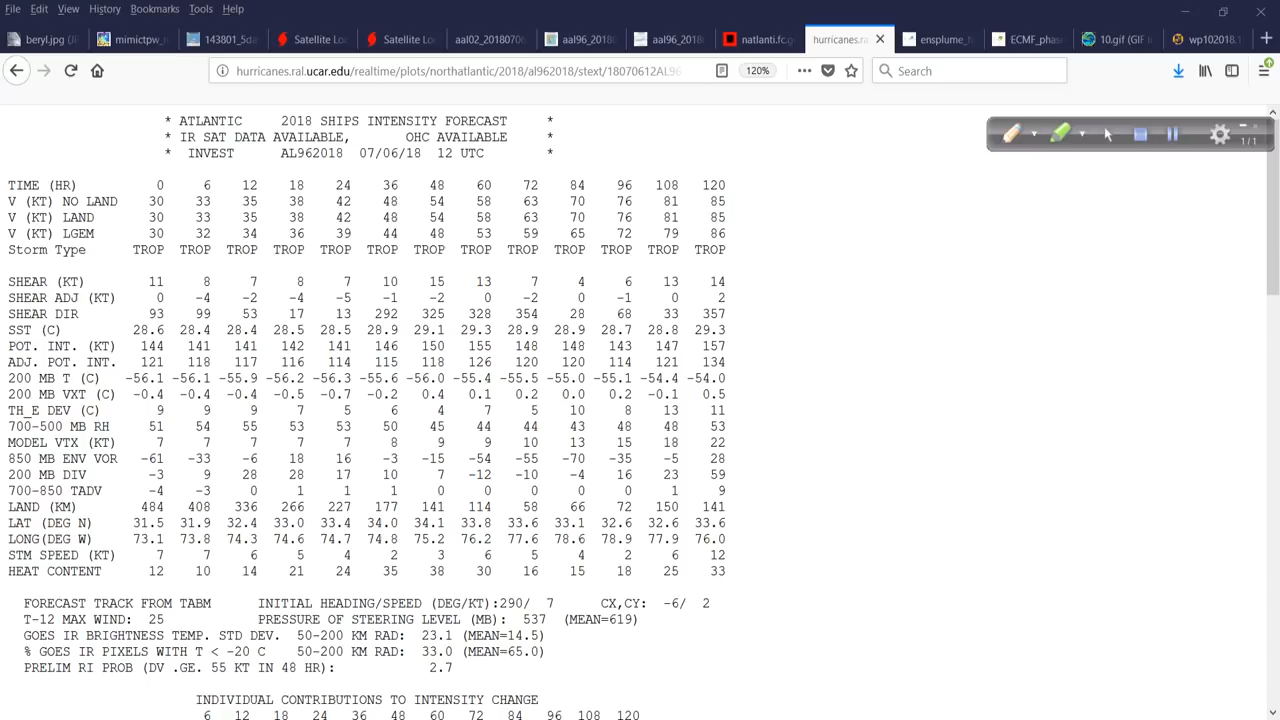 File Edit View History Bookmarks Tools Help
beryl.jpg (JPE mimictpw_n 143801_5da Satellite Loo Satellite Loo aal02_2018070 aal96_2018 aal96_2018 natlanti.fc.g hurricanes.ra ensplume_f ECMF_phase 10.gif (GIF I wp102018.1
hurricanes.ral.ucar.edu/realtime/plots/northatlantic/2018/al962018/stext/18070612AL96 120% Search
* ATLANTIC 2018 SHIPS INTENSITY FORECAST *
* IR SAT DATA AVAILABLE, OHC AVAILABLE *
* INVEST AL962018 07/06/18 12 UTC *
1/1
TIME (HR) 0 6 12 18 24 36 48 60 72 84 96 108 120
V (KT) NO LAND 30 33 35 38 42 48 54 58 63 70 76 81 85
V (KT) LAND 30 33 35 38 42 48 54 58 63 70 76 81 85
V (KT) LGEM 30 32 34 36 39 44 48 53 59 65 72 79 86
Storm Type TROP TROP TROP TROP TROP TROP TROP TROP TROP TROP TROP TROP TROP
SHEAR (KT) 11 8 7 8 7 10 15 13 7 4 6 13 14
SHEAR ADJ (KT) 0 -4 -2 -4 -5 -1 -2 0 -2 0 -1 0 2
SHEAR DIR 93 99 53 17 13 292 325 328 354 28 68 33 357
SST (C) 28.6 28.4 28.4 28.5 28.5 28.9 29.1 29.3 28.9 28.9 28.7 28.8 29.3
POT. INT. (KT) 144 141 141 142 141 146 150 155 148 148 143 147 157
ADJ. POT. INT. 121 118 117 116 114 115 118 126 120 120 114 121 134
200 MB T (C) -56.1 -56.1 -55.9 -56.2 -56.3 -55.6 -56.0 -55.4 -55.5 -55.0 -55.1 -54.4 -54.0
200 MB VXT (C) -0.4 -0.4 -0.4 -0.5 -0.7 -0.2 0.4 0.1 0.2 0.0 0.2 -0.1 0.5
TH_E DEV (C) 9 9 9 7 5 6 4 7 5 10 8 13 11
700-500 MB RH 51 54 55 53 53 50 45 44 44 43 48 48 53
MODEL VTX (KT) 7 7 7 7 7 8 9 9 10 13 15 18 22
850 MB ENV VOR -61 -33 -6 18 16 -3 -15 -54 -55 -70 -35 -5 28
200 MB DIV -3 9 28 28 17 10 7 -12 -10 -4 16 23 59
700-850 TADV -4 -3 0 1 1 1 0 0 0 0 0 1 9
LAND (KM) 484 408 336 266 227 177 141 114 58 66 72 150 141
LAT (DEG N) 31.5 31.9 32.4 33.0 33.4 34.0 34.1 33.8 33.6 33.1 32.6 32.6 33.6
LONG(DEG W) 73.1 73.8 74.3 74.6 74.7 74.8 75.2 76.2 77.6 78.6 78.9 77.9 76.0
STM SPEED (KT) 7 7 6 5 4 2 3 6 5 4 2 6 12
HEAT CONTENT 12 10 14 21 24 35 38 30 16 15 18 25 33
FORECAST TRACK FROM TABM INITIAL HEADING/SPEED (DEG/KT):290/ 7 CX,CY: -6/ 2
T-12 MAX WIND: 25 PRESSURE OF STEERING LEVEL (MB): 537 (MEAN=619)
GOES IR BRIGHTNESS TEMP. STD DEV. 50-200 KM RAD: 23.1 (MEAN=14.5)
% GOES IR PIXELS WITH T < -20 C 50-200 KM RAD: 33.0 (MEAN=65.0)
PRELIM RI PROB (DV .GE. 55 KT IN 48 HR): 2.7
INDIVIDUAL CONTRIBUTIONS TO INTENSITY CHANGE
6 12 18 24 36 48 60 72 84 96 108 120